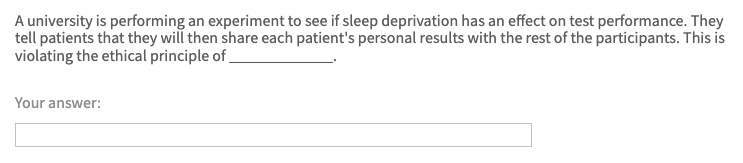 A university is performing an experiment to see if sleep deprivation has an effect on test performance. They
tell patients that they will then share each patient's personal results with the rest of the participants. This is
violating the ethical principle of ______________.
Your answer: